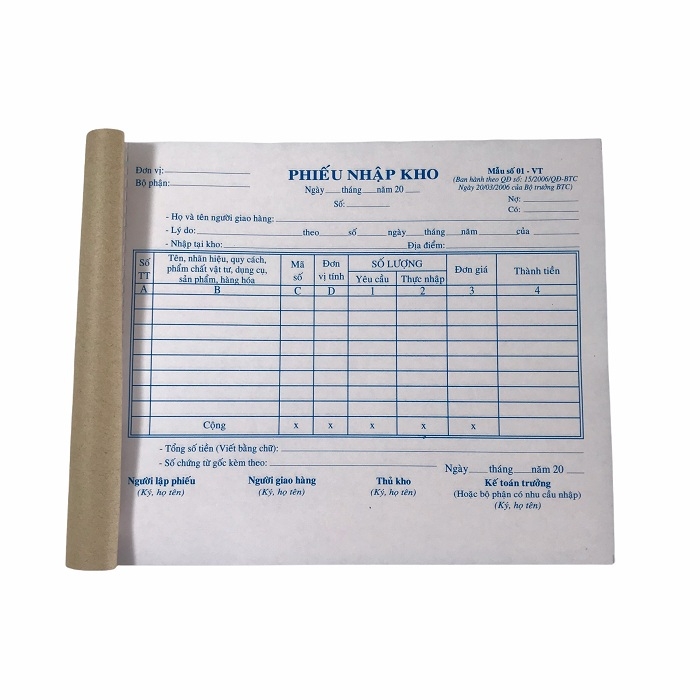 Đơn vị:
Bộ phận:
PHIẾU NHẬP KHO
Ngày tháng năm 20
Số:
Mẫu số 01 - VT
(Ban hành theo QĐ số: 15/2006/QĐ-BTC
Ngày 20/03/2006 của Bộ trưởng BTC)
Nợ:
Có:
- Họ và tên người giao hàng:
- Lý do: theo số ngày tháng năm của
- Nhập tại kho: Địa điểm:
Số TT
Tên, nhãn hiệu, quy cách,
phẩm chất vật tư, dụng cụ,
sản phẩm, hàng hóa
Mã số
Đơn vị tính
SỐ LƯỢNG
Yêu cầu Thực nhập
Đơn giá
Thành tiền
A B C D 1 2 3 4
Cộng x x x x x
- Tổng số tiền (Viết bằng chữ):
- Số chứng từ gốc kèm theo:
Ngày tháng năm 20
Người lập phiếu Người giao hàng Thủ kho Kế toán trưởng
(Ký, họ tên) (Ký, họ tên) (Ký, họ tên) (Hoặc bộ phận có nhu cầu nhập)
(Ký, họ tên)